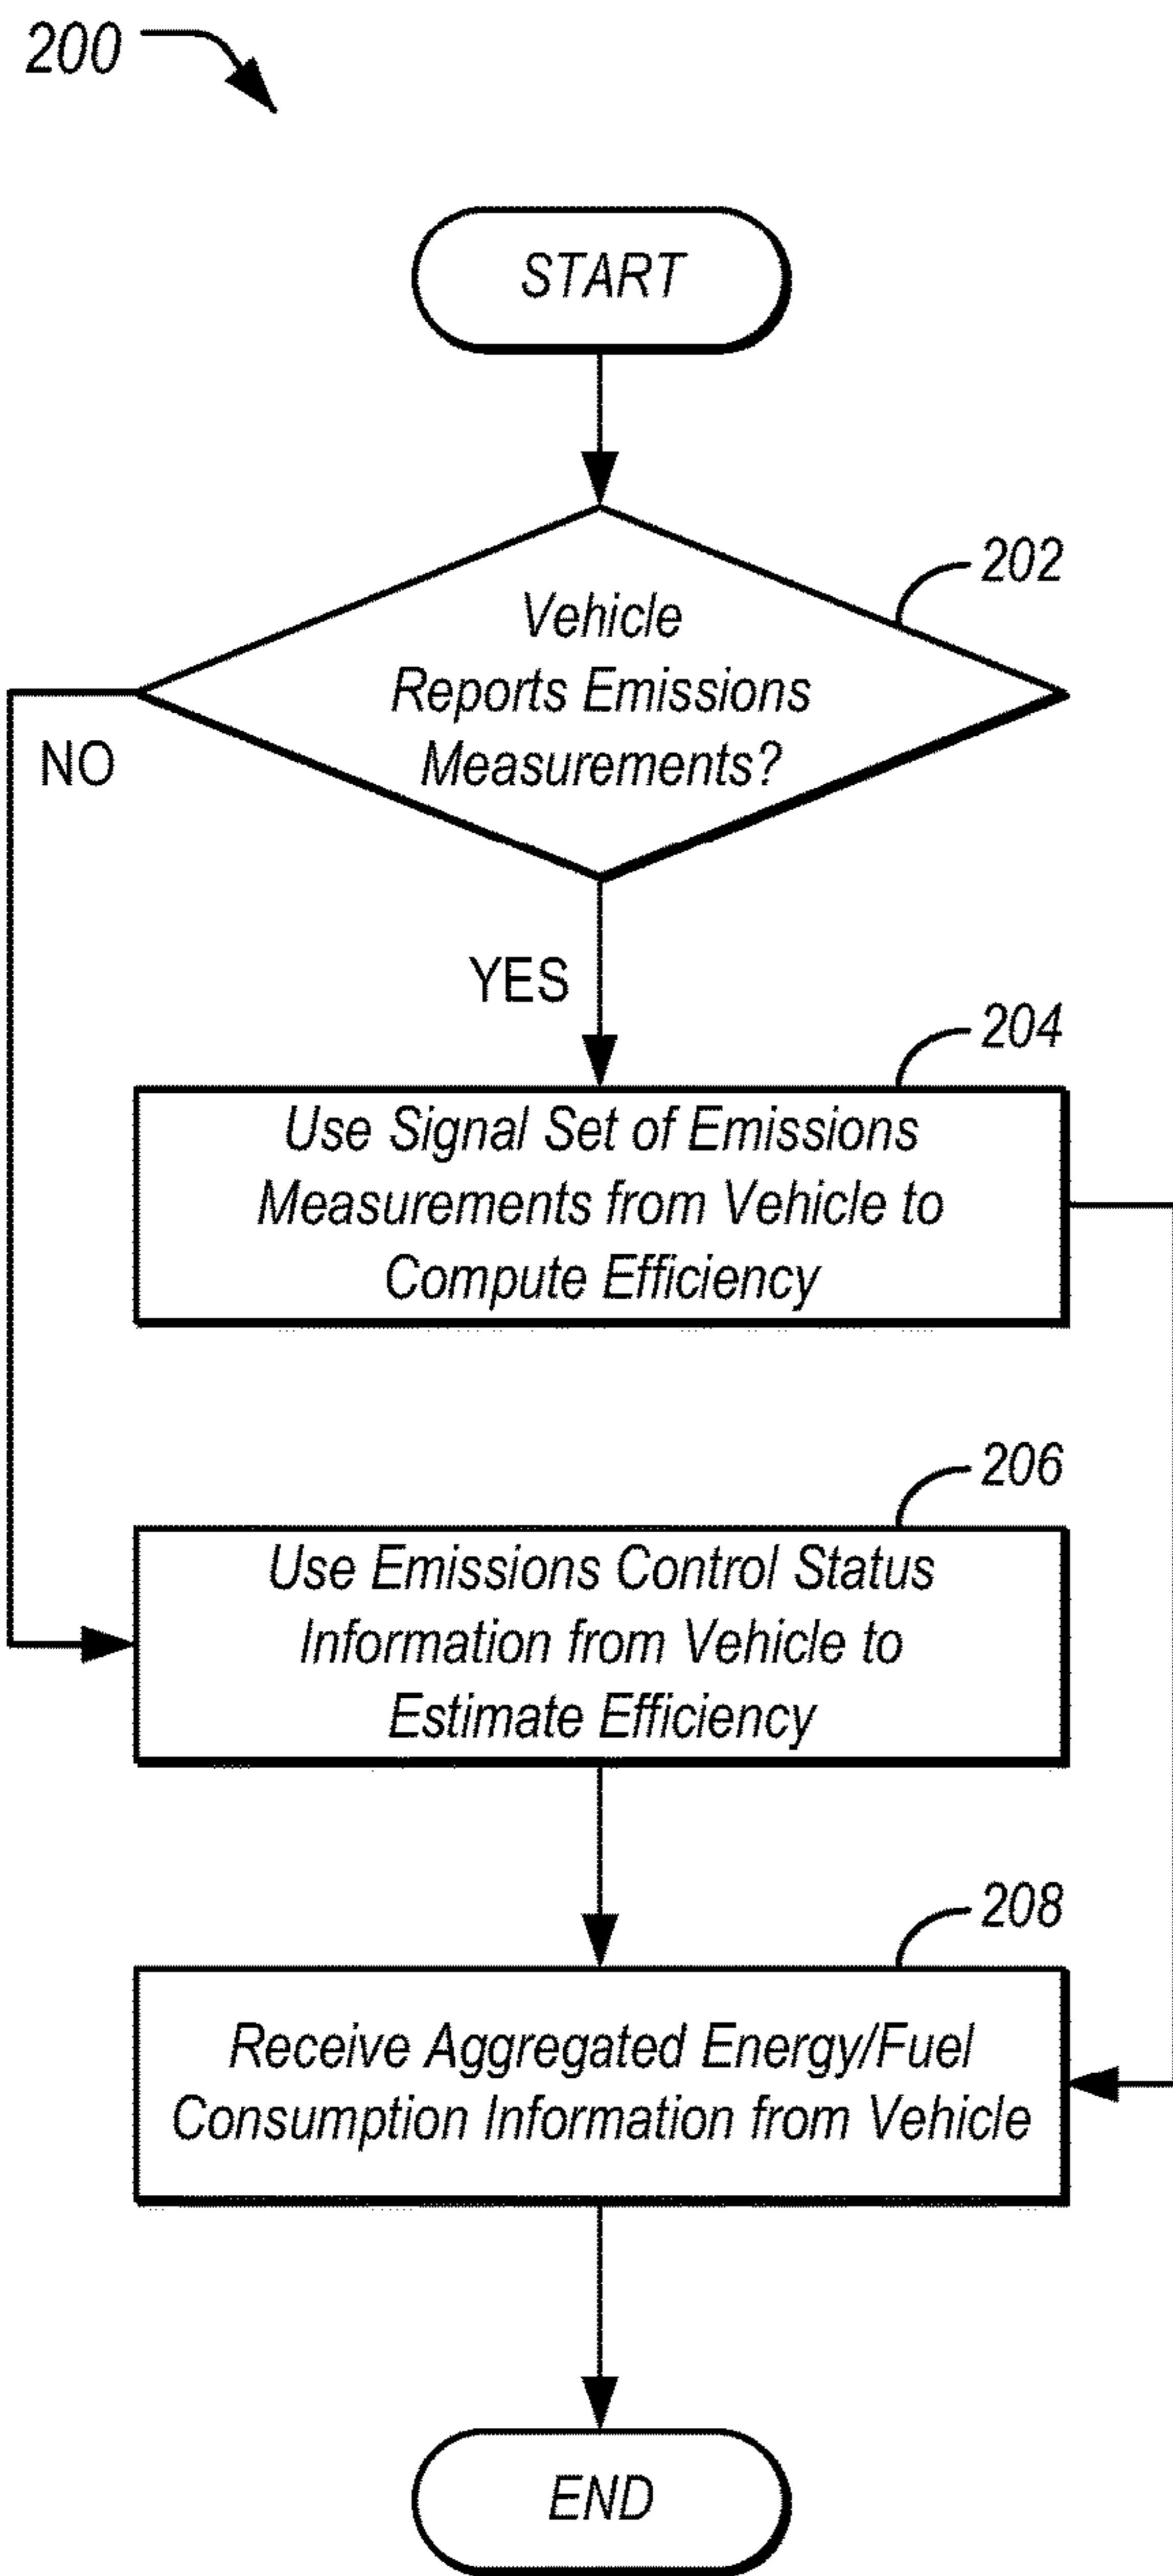 200
START
202
Vehicle
Reports Emissions
Measurements?
NO
YES
204
Use Signal Set of Emissions
Measurements from Vehicle to
Compute Efficiency
206
Use Emissions Control Status
Information from Vehicle to
Estimate Efficiency
208
Receive Aggregated Energy/Fuel
Consumption Information from Vehicle
END